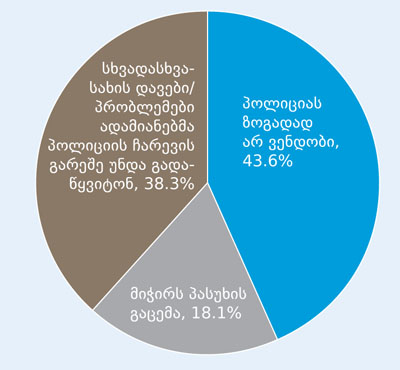 სხვადასხვა-
სახის დავები/
პრობლემები
ადამიანებმა
პოლიციის ჩარევის
გარეშე უნდა გადა-
წყვიტონ, 38.3%
პოლიციას
ზოგადად
არ ვენდობი,
43.6%
მიჭირს პასუხის
გაცემა, 18.1%